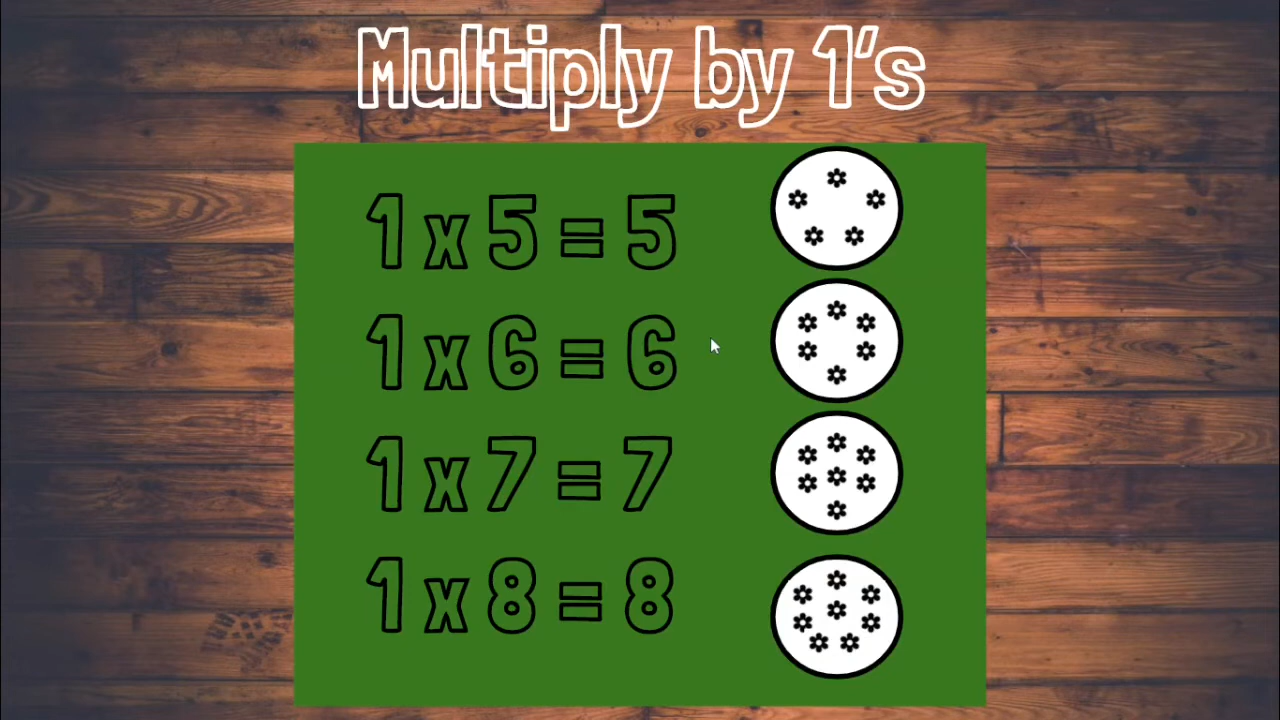 Multiply by 1's
1 x 5 = 5
1 x 6 = 6
1 x 7 = 7
1 x 8 = 8